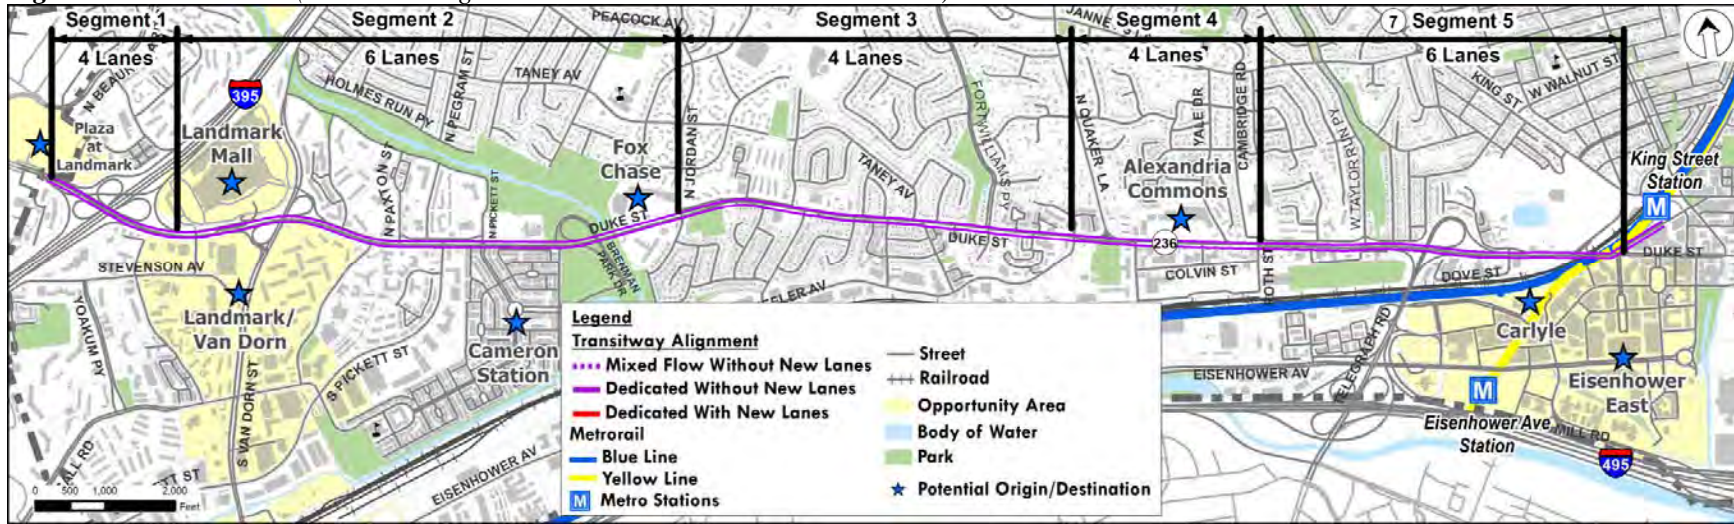 Segment 1
Segment 2
Segment 3
Segment 4
7
Segment 5
4 Lanes
6 Lanes
4 Lanes
4 Lanes
6 Lanes
PEACOCK AV
TANEY AV
N PEGRAM ST
HOLMES RUN PY
395
Plaza
at
Landmark
Landmark
Mall
N PAXTON ST
N PICKETT ST
Fox
Chase
DUKE ST
BRENMAN
PARK DR
N JORDAN ST
TANEY AV
FORT WILLIAMS PY
DUKE ST
N QUAKER LA
YALE DR
CAMBRIDGE RD
Alexandria
Commons
236
COLVIN ST
ROTH ST
W TAYLOR RUN PY
KING ST
W WALNUT ST
King Street
Station
M
DUKE ST
DOVE ST
Carlyle
TELEGRAPH RD
EISENHOWER AV
M
Eisenhower
East
Eisenhower Ave
Station
MILL RD
495
STEVENSON AV
YOAKUM PY
Landmark/
Van Dorn
S VAN DORN ST
S PICKETT ST
Cameron
Station
EISENHOWER AV
0 500 1,000 2,000
Feet
Legend
Transitway Alignment
Mixed Flow Without New Lanes
Dedicated Without New Lanes
Dedicated With New Lanes
Metrorail
Blue Line
Yellow Line
M Metro Stations
Street
Railroad
Opportunity Area
Body of Water
Park
Potential Origin/Destination